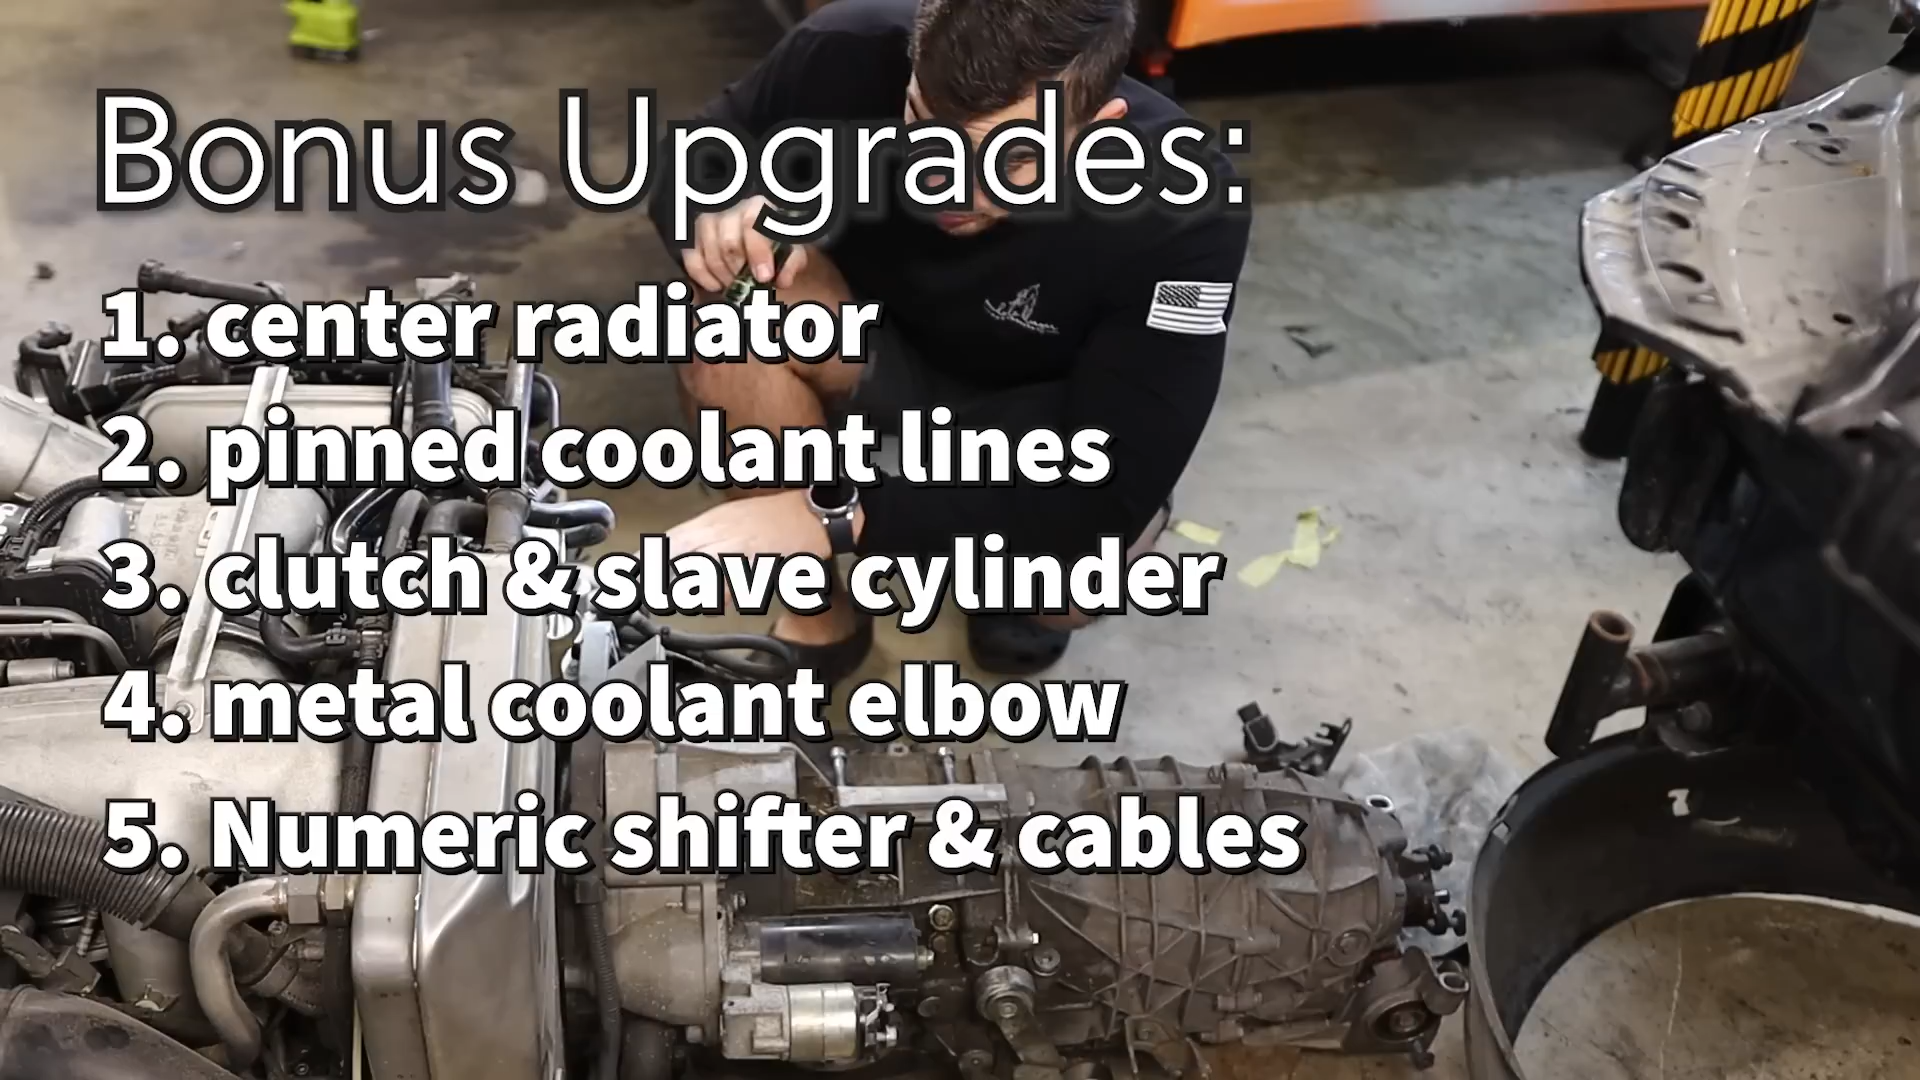 Bonus Upgrades:
1. center radiator
2. pinned coolant lines
3. clutch & slave cylinder
4. metal coolant elbow
5. Numeric shifter & cables